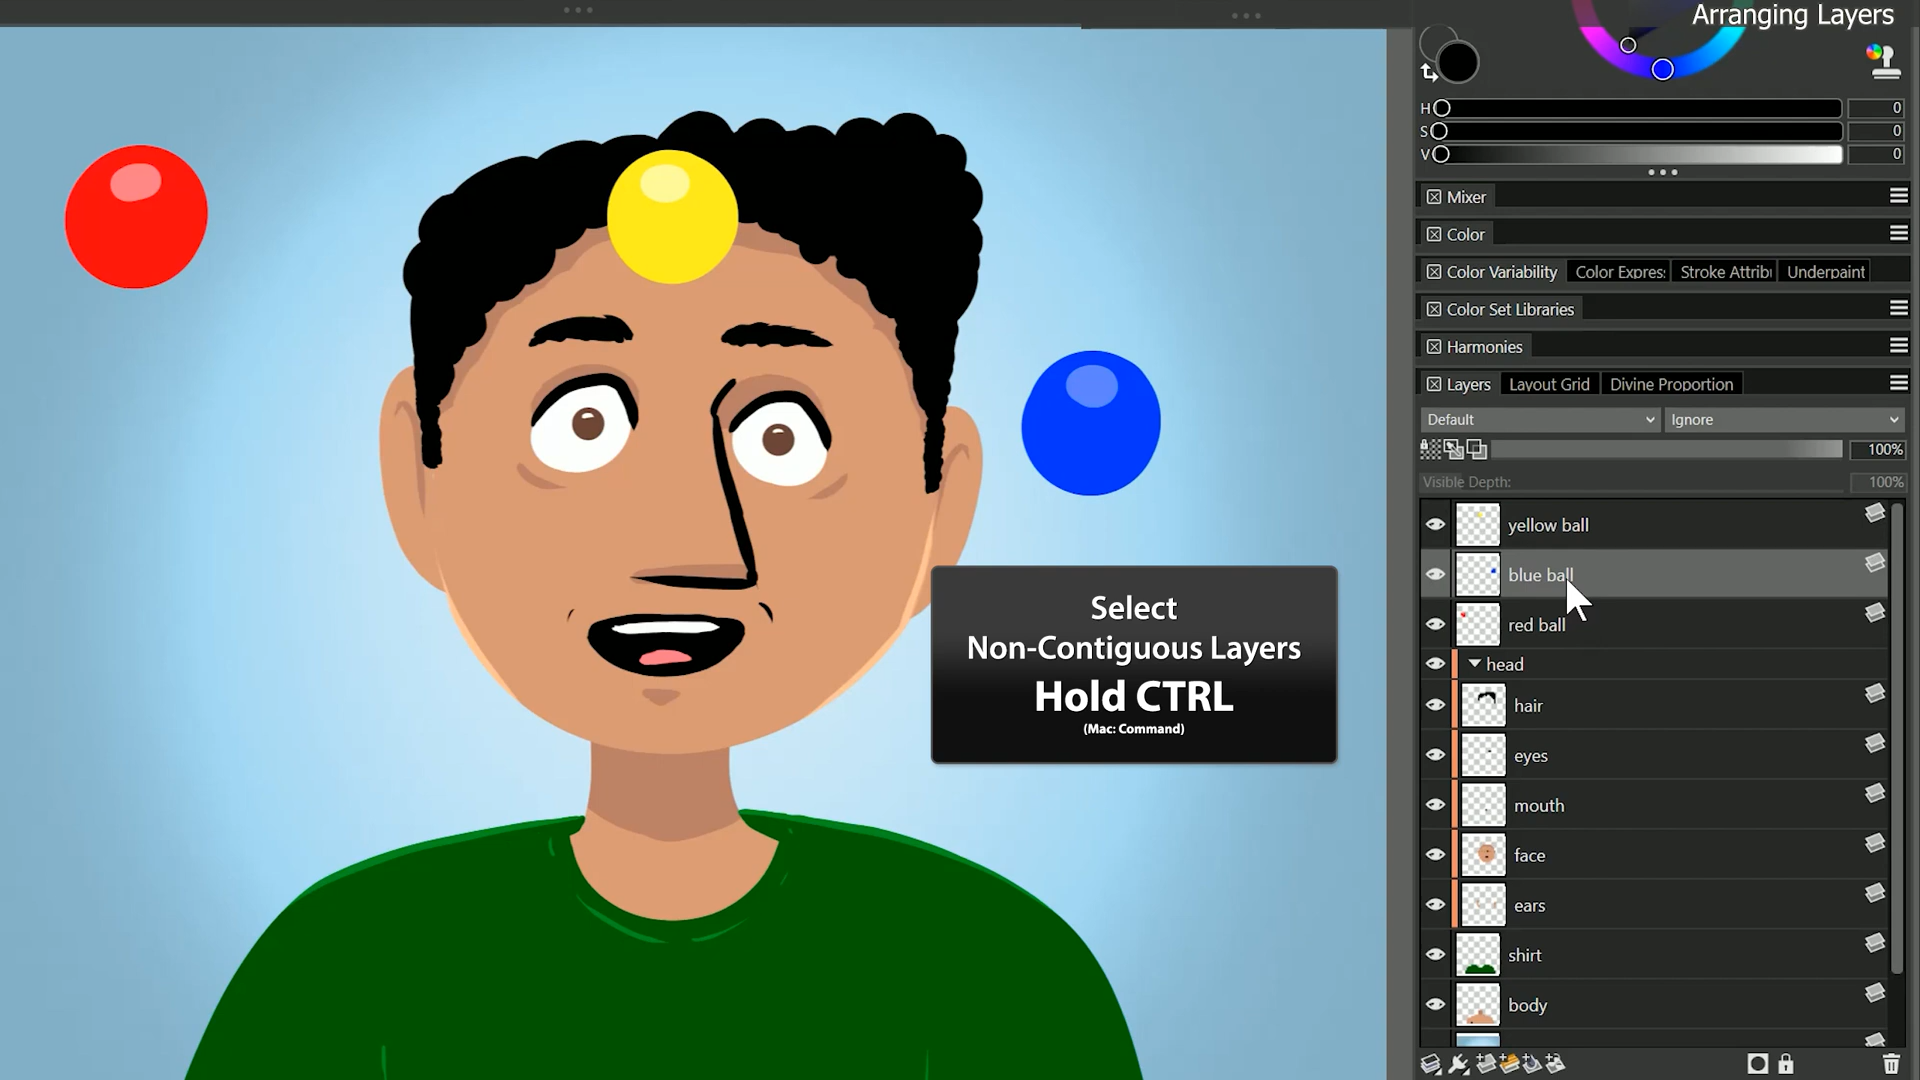 Arranging Layers
H 0
S 0
V 0
Mixer
Color
Color Variability Color Expres: Stroke Attrib Underpaint
Color Set Libraries
Harmonies
Layers Layout Grid Divine Proportion
Default Ignore
100%
Visible Depth: 100%
yellow ball
blue ball
red ball
head
hair
eyes
mouth
face
ears
shirt
body
Select
Non-Contiguous Layers
Hold CTRL
(Mac: Command)